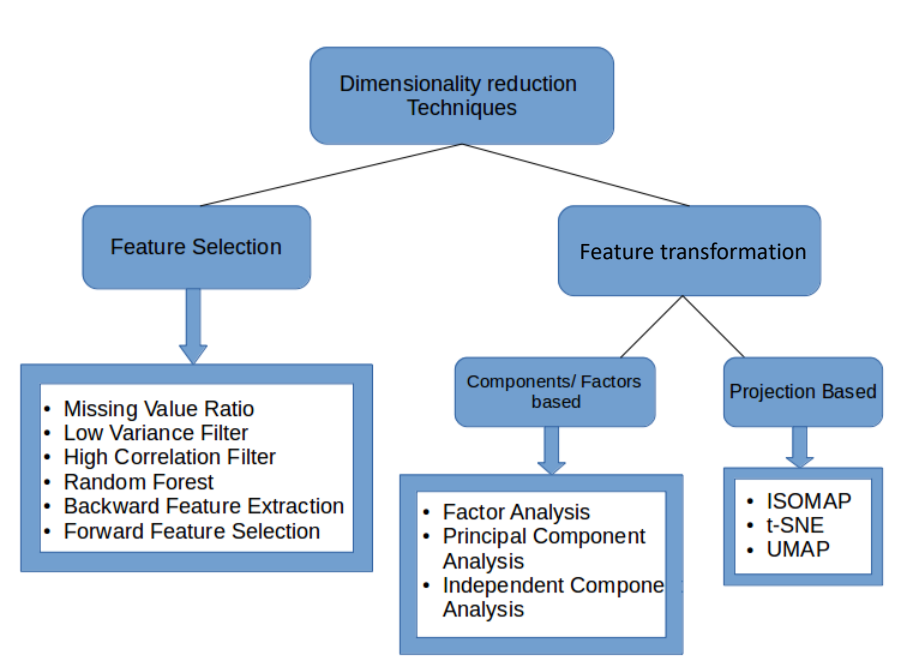 Dimensionality reduction
Techniques
Feature Selection
Feature transformation
Components/ Factors
based
Projection Based
• Missing Value Ratio
• Low Variance Filter
• High Correlation Filter
• Random Forest
• Backward Feature Extraction
• Forward Feature Selection
• Factor Analysis
• Principal Component
Analysis
• Independent Compone
Analysis
• ISOMAP
• t-SNE
• UMAP